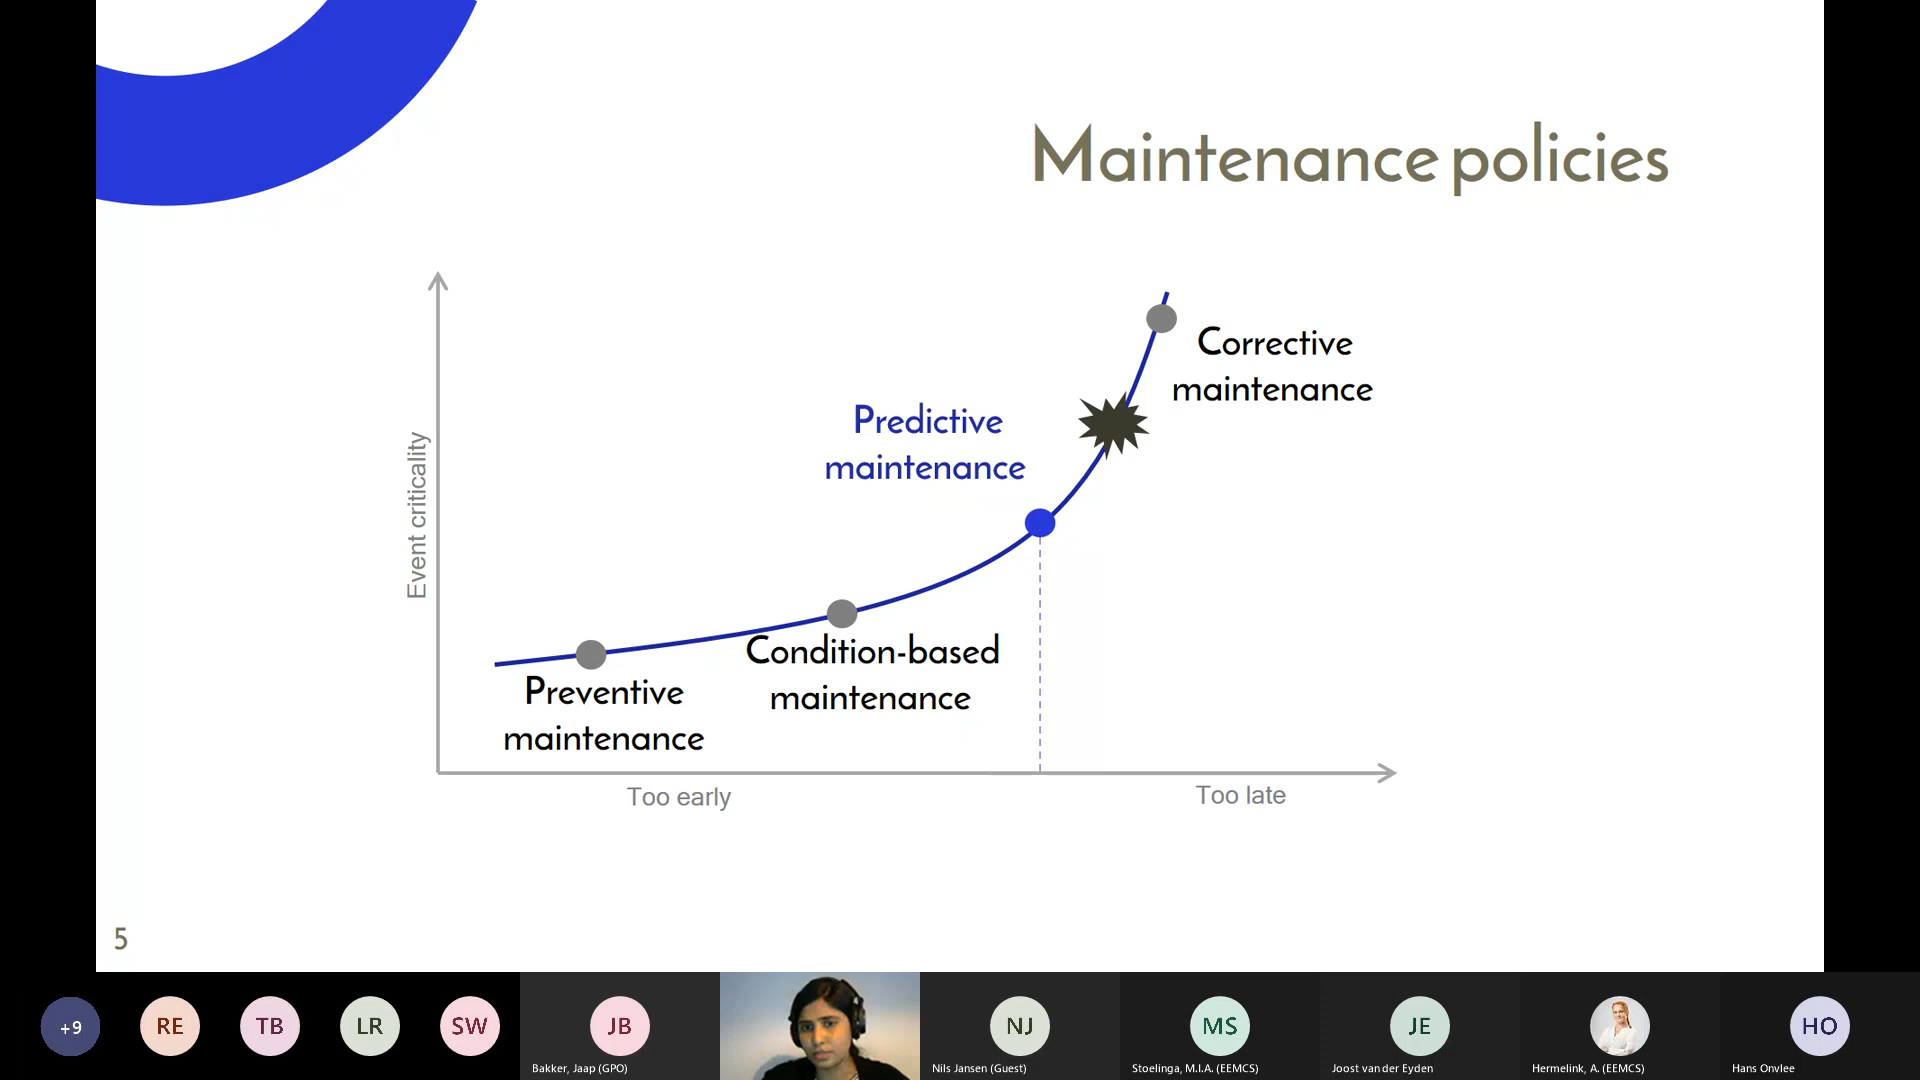 Maintenance policies
Event criticality
Corrective
maintenance
Predictive
maintenance
Condition-based
maintenance
Preventive
maintenance
Too early
Too late
5
+9
RE
TB
LR
SW
JB
Bakker, Jaap (GPO)
NJ
Nils Jansen (Guest)
MS
Stoelinga, M.I.A. (EEMCS)
JE
Joost van der Eyden
Hermelink, A. (EEMCS)
HO
Hans Onvlee